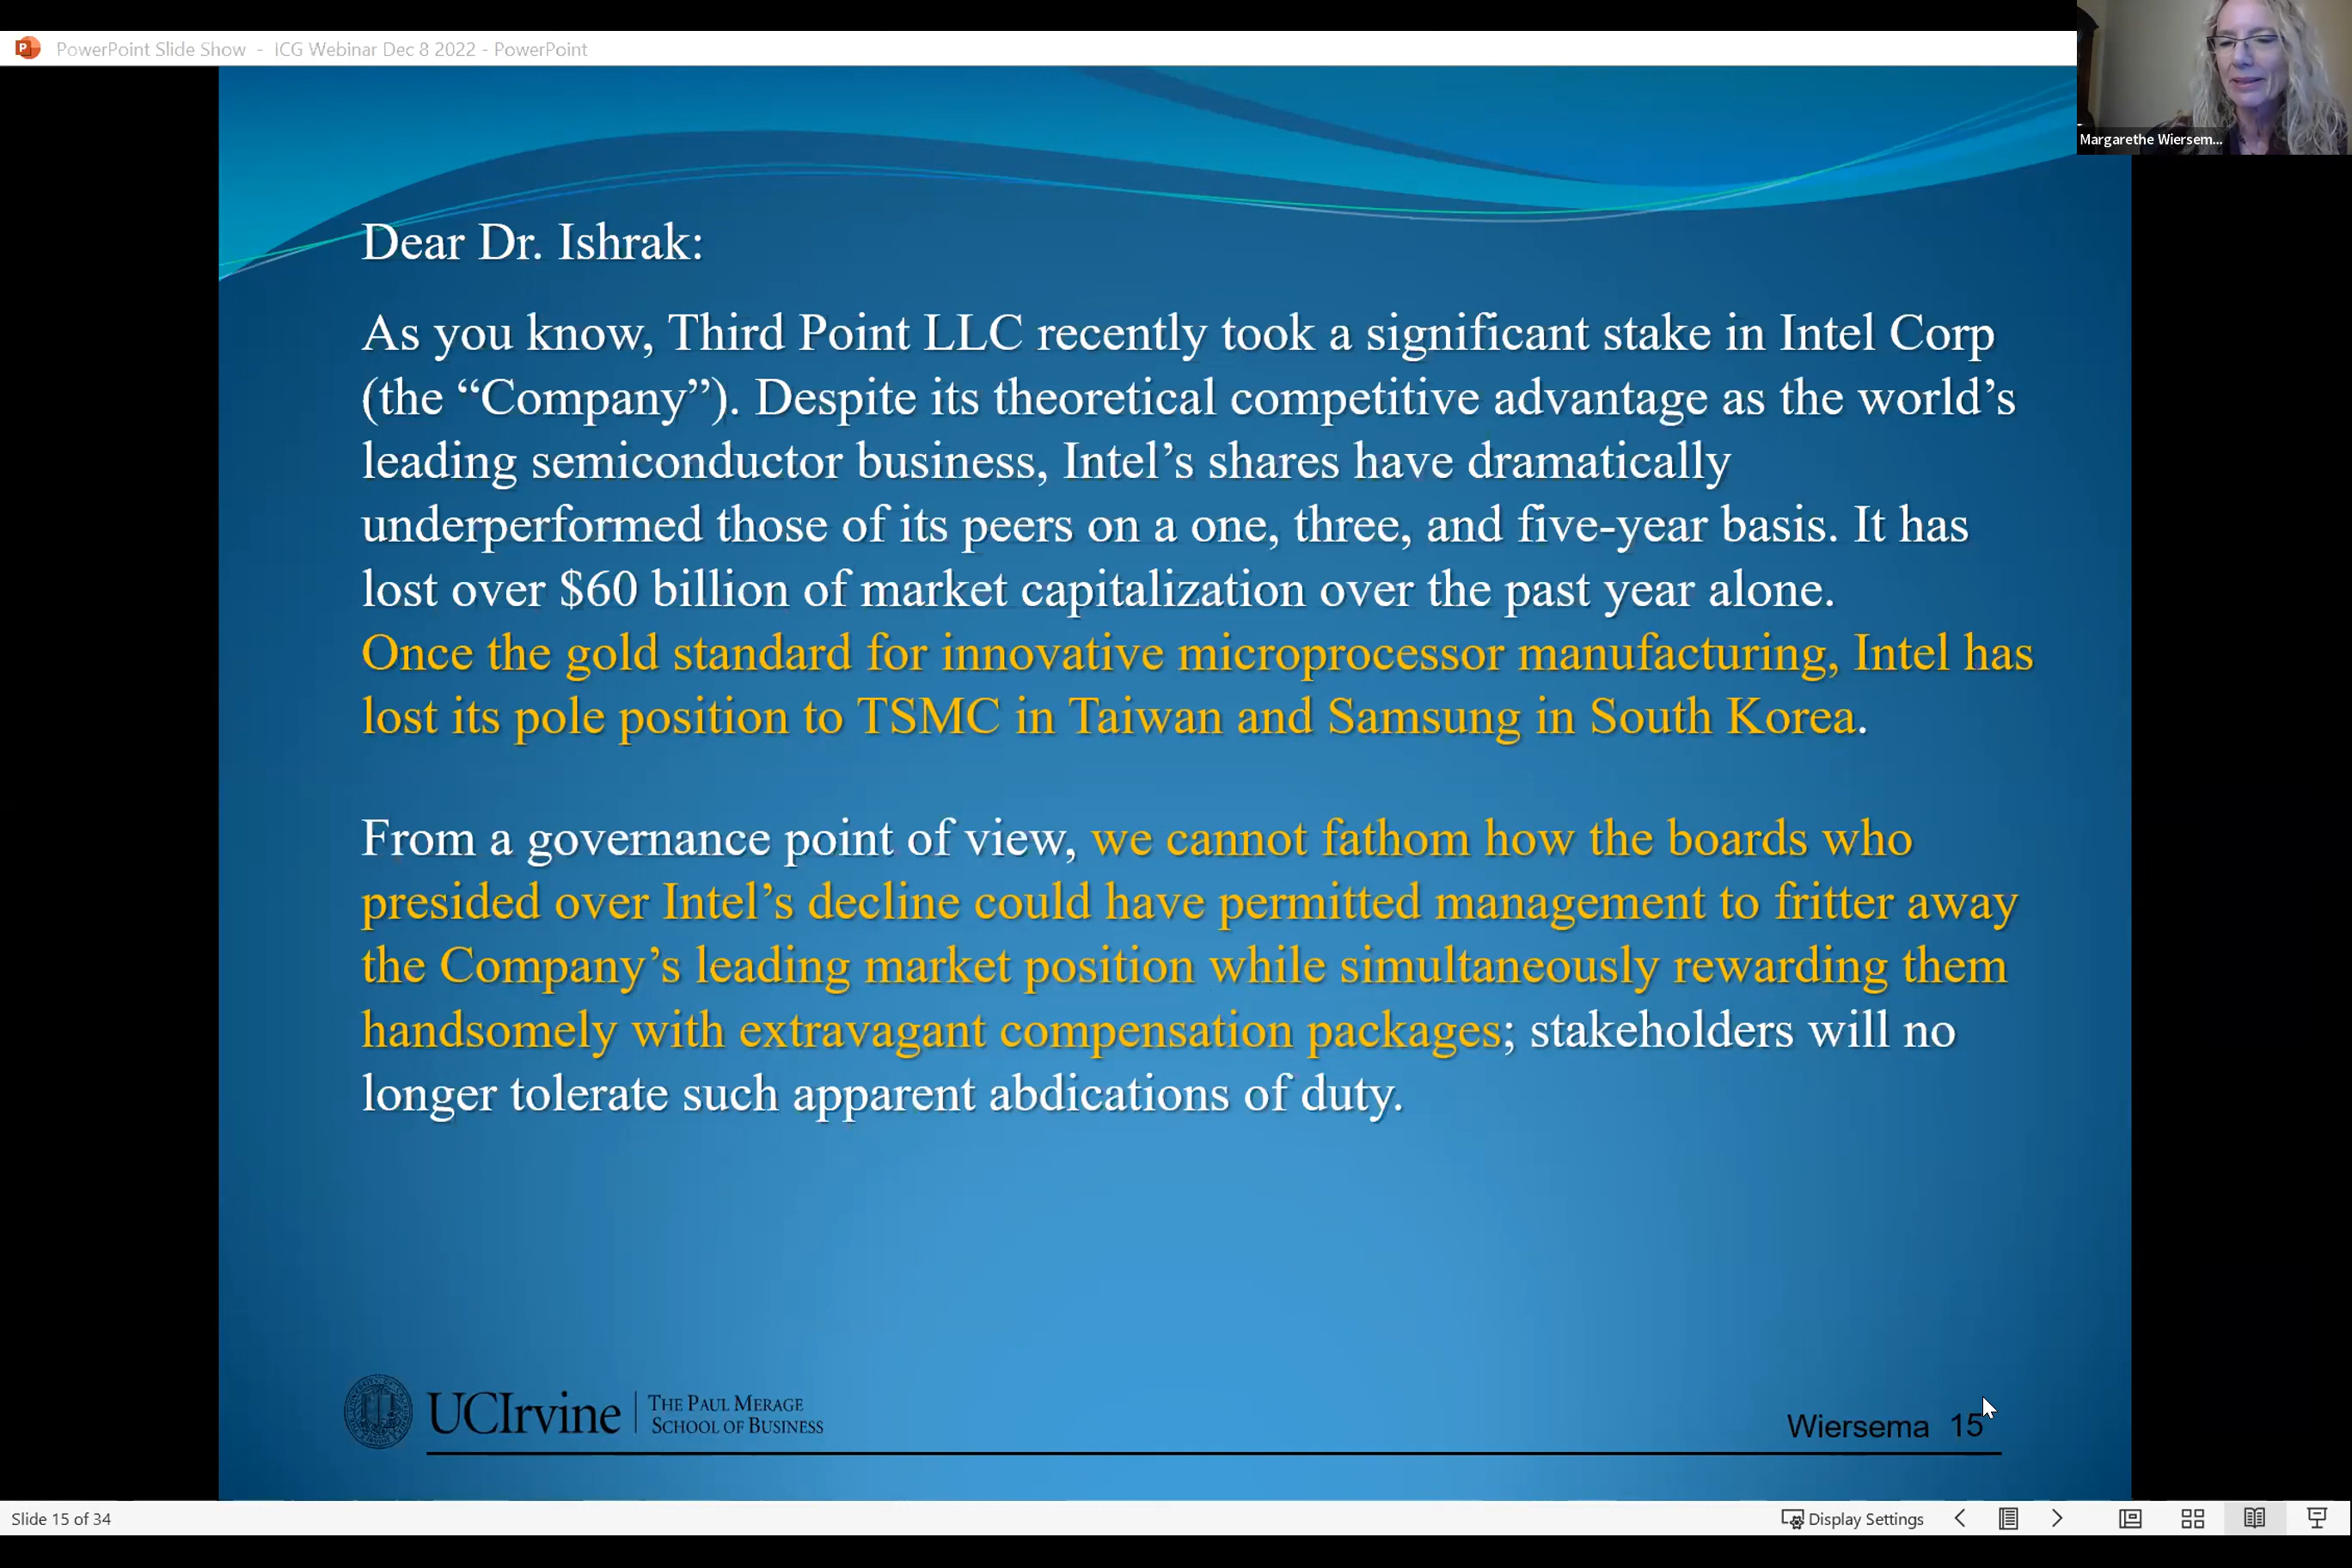 PowerPoint Slide Show - ICG Webinar Dec 8 2022 - PowerPoint
Margarethe Wiersem...
Dear Dr. Ishrak:
As you know, Third Point LLC recently took a significant stake in Intel Corp
(the “Company”). Despite its theoretical competitive advantage as the world’s
leading semiconductor business, Intel’s shares have dramatically
underperformed those of its peers on a one, three, and five-year basis. It has
lost over $60 billion of market capitalization over the past year alone.
Once the gold standard for innovative microprocessor manufacturing, Intel has
lost its pole position to TSMC in Taiwan and Samsung in South Korea.
From a governance point of view, we cannot fathom how the boards who
presided over Intel’s decline could have permitted management to fritter away
the Company’s leading market position while simultaneously rewarding them
handsomely with extravagant compensation packages; stakeholders will no
longer tolerate such apparent abdications of duty.
UCIrvine
THE PAUL MERAGE
SCHOOL OF BUSINESS
Wiersema 15
Slide 15 of 34
Display Settings